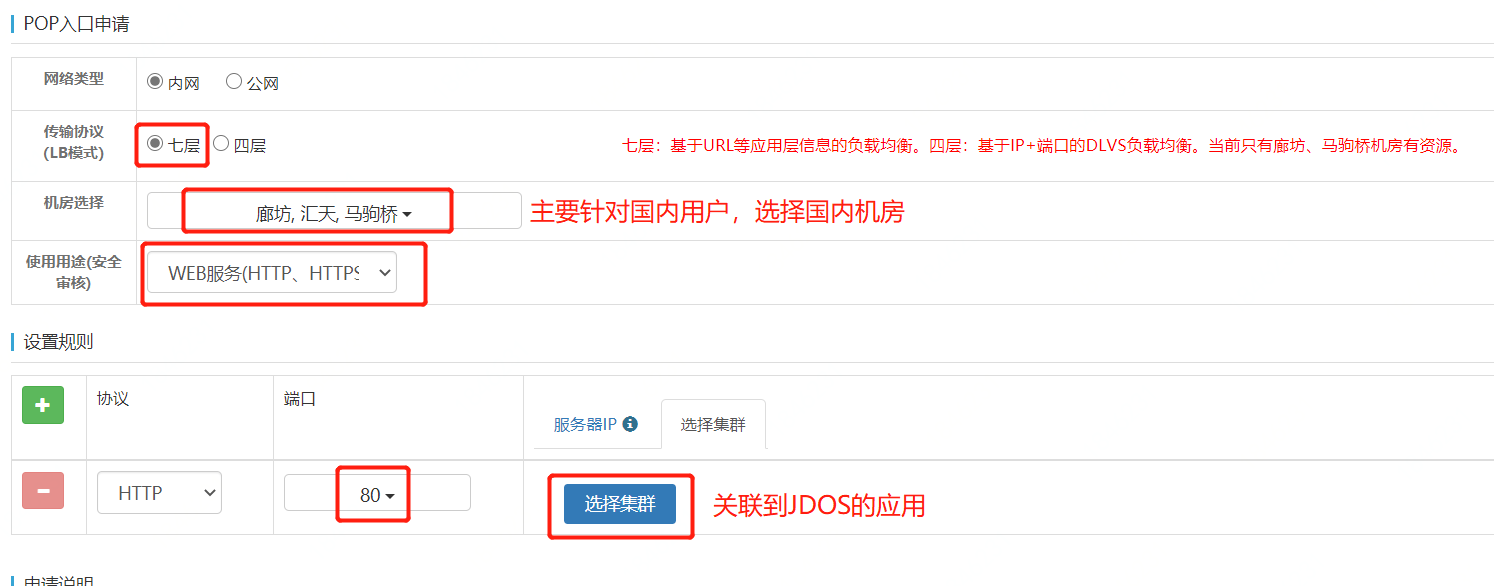 POP入口申请
网络类型
内网
公网
传输协议
(LB模式)
七层
四层
七层：基于URL等应用层信息的负载均衡。四层：基于IP+端口的DLVS负载均衡。当前只有廊坊、马驹桥机房有资源。
机房选择
廊坊, 汇天, 马驹桥
主要针对国内用户，选择国内机房
使用用途(安全
审核)
WEB服务(HTTP、HTTPS
设置规则
+
协议
端口
服务器IP
选择集群
-
HTTP
80
选择集群
关联到JDOS的应用
申请说明